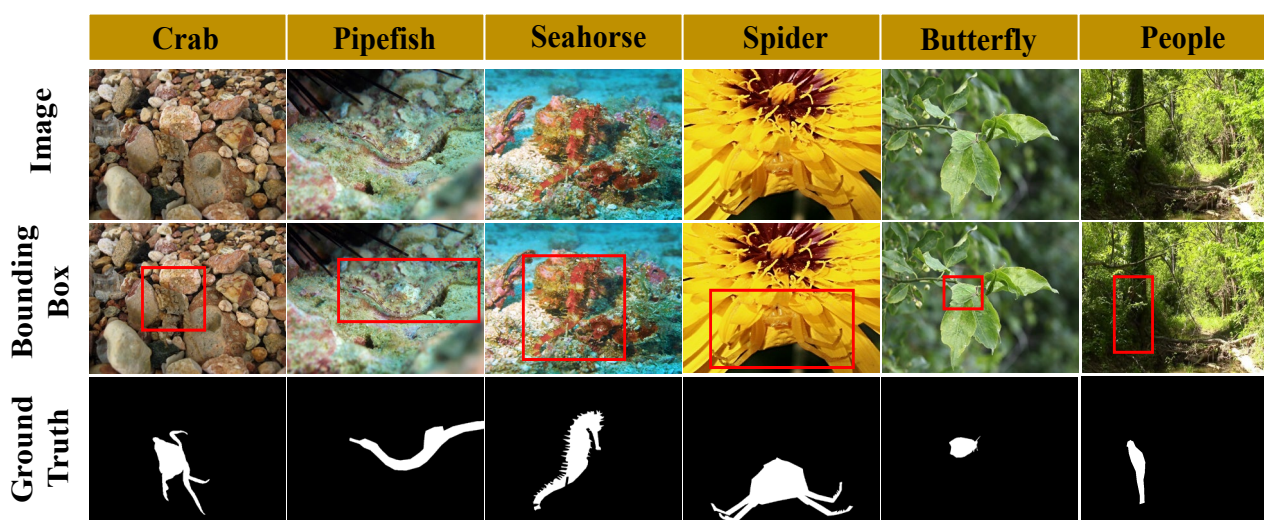 Crab Pipefish Seahorse Spider Butterfly People
Image
Bounding
Box
Ground
Truth